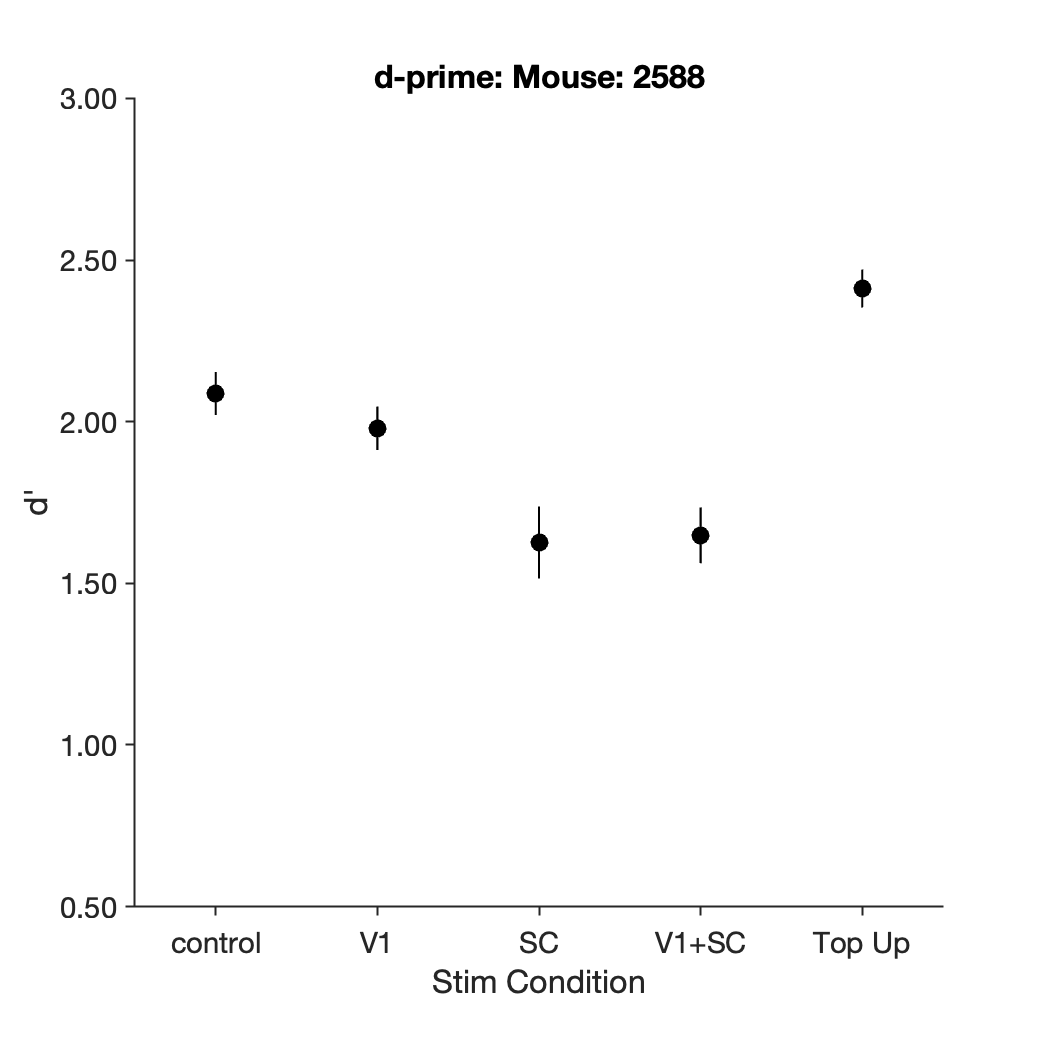 d-prime: Mouse: 2588
3.00
2.50
2.00
1.50
1.00
0.50
d'
control V1 SC V1+SC Top Up
Stim Condition